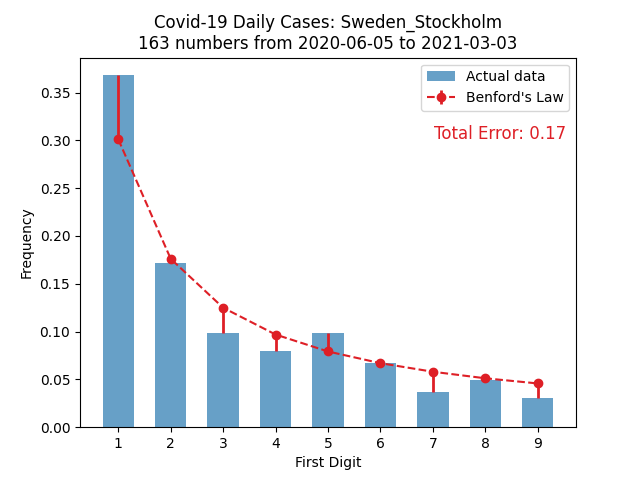 Covid-19 Daily Cases: Sweden_Stockholm
163 numbers from 2020-06-05 to 2021-03-03
Actual data
Benford's Law
Total Error: 0.17
Frequency
0.35
0.30
0.25
0.20
0.15
0.10
0.05
0.00
1 2 3 4 5 6 7 8 9
First Digit